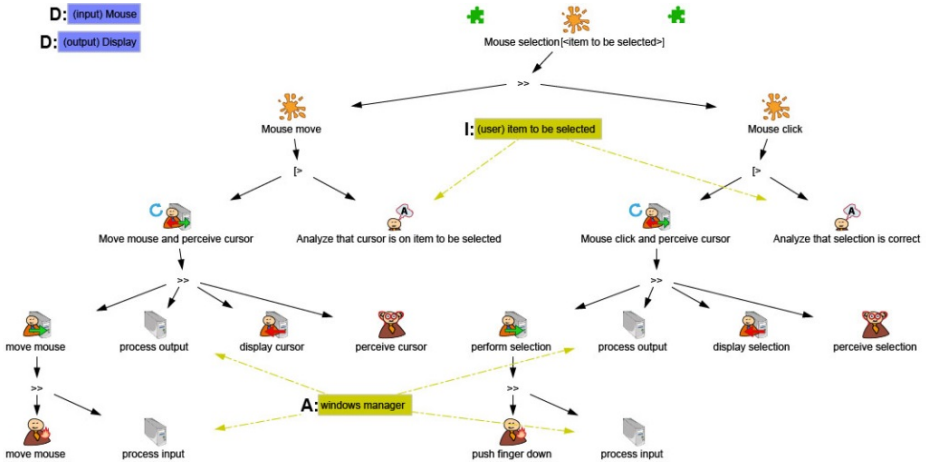 D: (input) Mouse
D: (output) Display
Mouse selection[<item to be selected>]
>>
Mouse move
I: (user) item to be selected
Mouse click
[>
[>
A
A
Move mouse and perceive cursor
Analyze that cursor is on item to be selected
Mouse click and perceive cursor
Analyze that selection is correct
>>
>>
move mouse
process output
display cursor
perceive cursor
perform selection
process output
display selection
perceive selection
>>
>>
A: windows manager
move mouse
process input
push finger down
process input